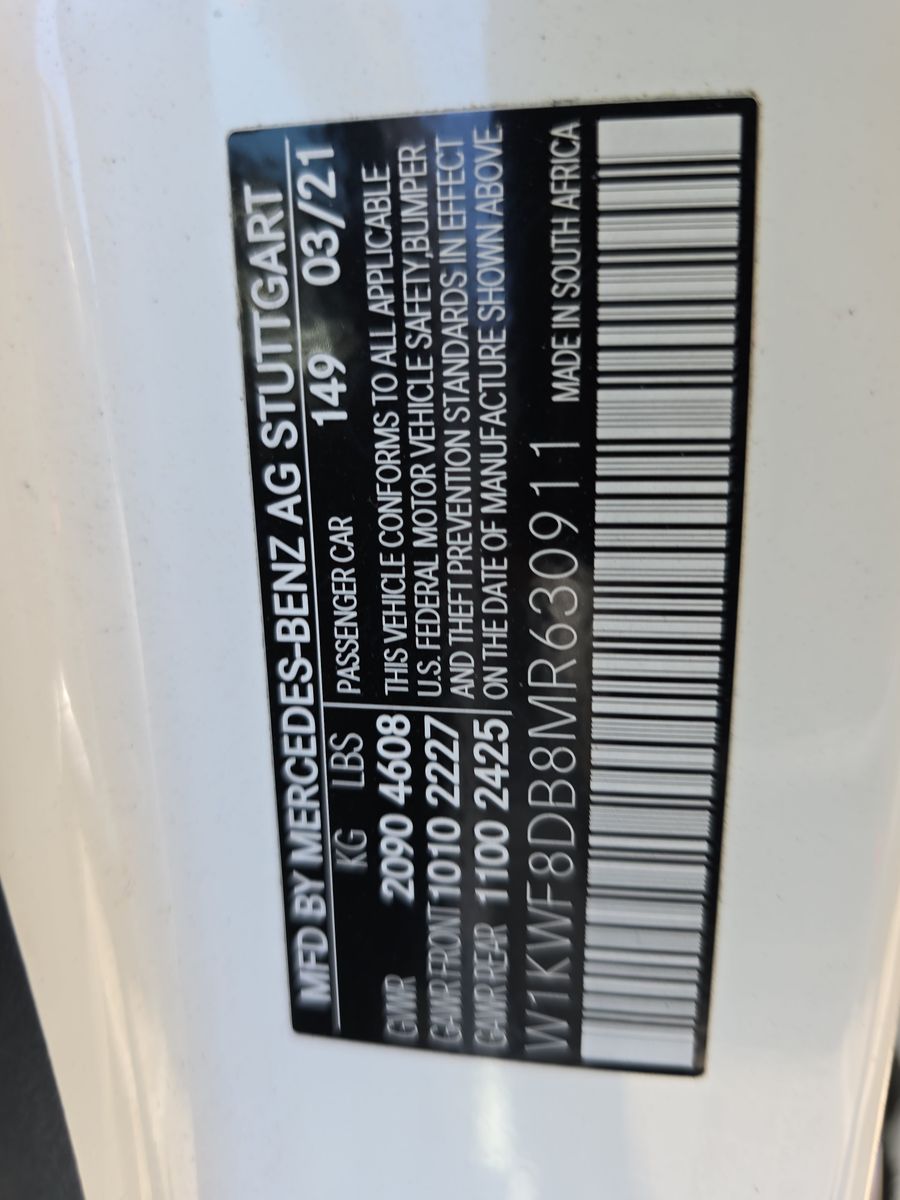 MFD BY MERCEDES-BENZ AG STUTTGART
KG LBS PASSENGER CAR 149 03/21
GVWR 2090 4608 THIS VEHICLE CONFORMS TO ALL APPLICABLE
GAWR FRONT 1010 2227 U.S. FEDERAL MOTOR VEHICLE SAFETY,BUMPER
GAWR REAR 1100 2425 AND THEFT PREVENTION STANDARDS IN EFFECT
ON THE DATE OF MANUFACTURE SHOWN ABOVE
W1KWF8DB8MR630911 MADE IN SOUTH AFRICA